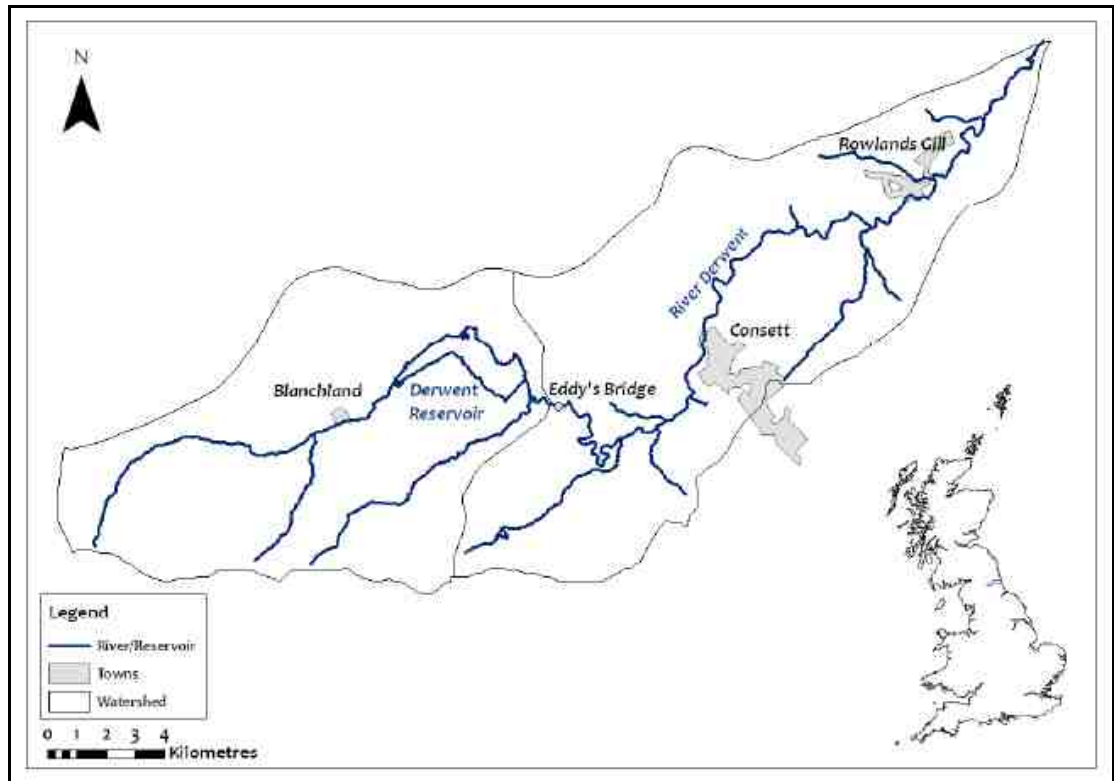 N
Rowlands Gill
River Derwent
Consett
Blanchland
Derwent
Reservoir
Eddy's Bridge
Legend
River/Reservoir
Towns
Watershed
0 1 2 3 4
Kilometres